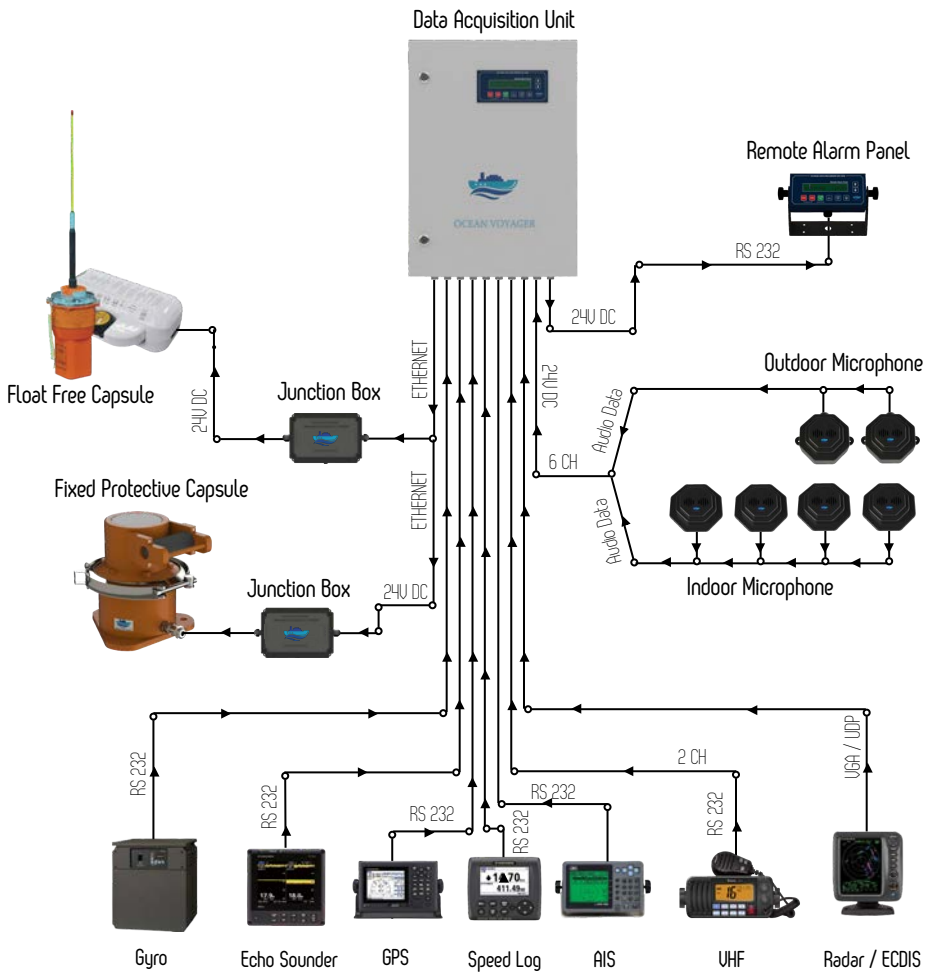 Data Acquisition Unit
OCEAN VOYAGER
Remote Alarm Panel
RS 232
24V DC
Float Free Capsule
24V DC
Junction Box
ETHERNET
24V DC
Outdoor Microphone
Audio Data
6 CH
Audio Data
Indoor Microphone
Fixed Protective Capsule
ETHERNET
Junction Box
24V DC
RS 232
RS 232
RS 232
RS 232
RS 232
2 CH
RS 232
VGA / UDP
411.49
16
Gyro
Echo Sounder
GPS
Speed Log
AIS
VHF
Radar / ECDIS